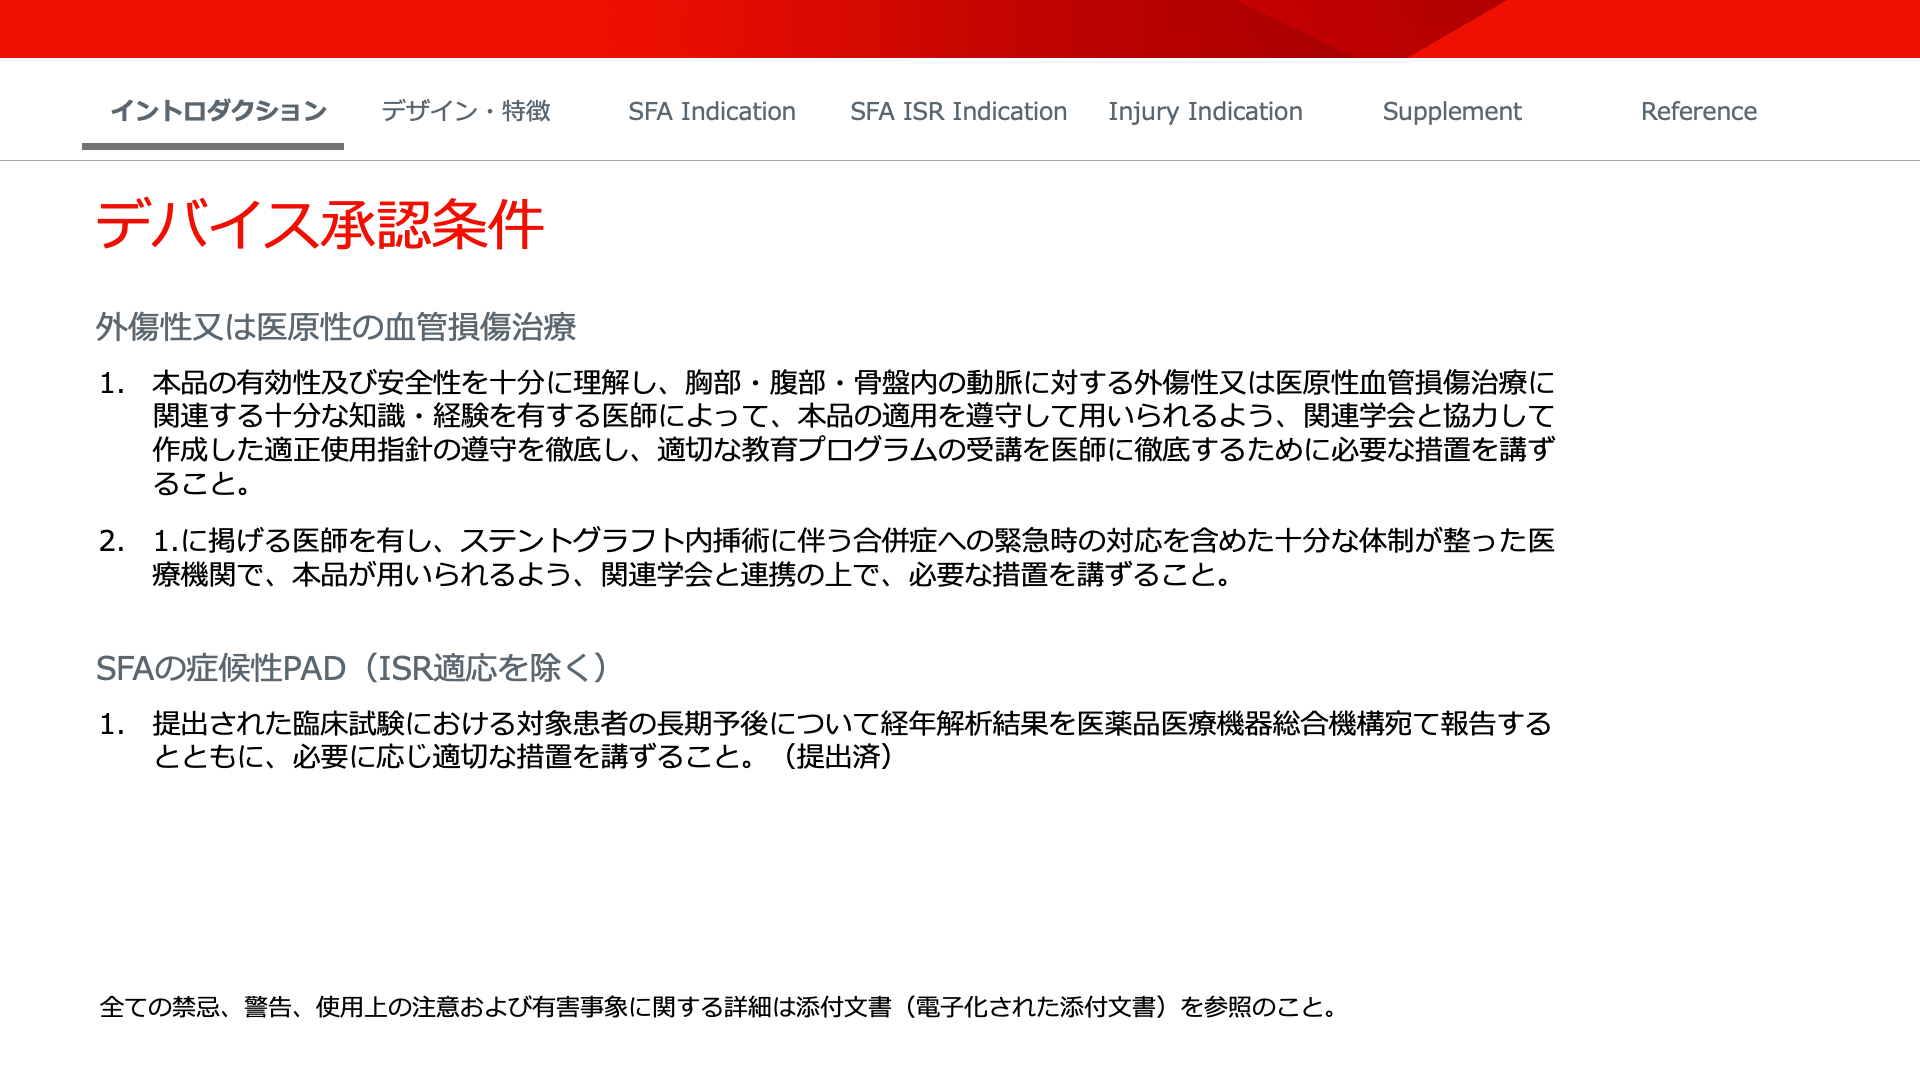 イントロダクション デザイン・特徴 SFA Indication SFA ISR Indication Injury Indication Supplement Reference
デバイス承認条件
外傷性又は医原性の血管損傷治療
1. 本品の有効性及び安全性を十分に理解し、胸部・腹部・骨盤内の動脈に対する外傷性又は医原性血管損傷治療に
関連する十分な知識・経験を有する医師によって、本品の適用を遵守して用いられるよう、関連学会と協力して
作成した適正使用指針の遵守を徹底し、適切な教育プログラムの受講を医師に徹底するために必要な措置を講ず
ること。
2. 1.に掲げる医師を有し、ステントグラフト内挿術に伴う合併症への緊急時の対応を含めた十分な体制が整った医
療機関で、本品が用いられるよう、関連学会と連携の上で、必要な措置を講ずること。
SFAの症候性PAD（ISR適応を除く）
1. 提出された臨床試験における対象患者の長期予後について経年解析結果を医薬品医療機器総合機構宛て報告する
とともに、必要に応じ適切な措置を講ずること。（提出済）
全ての禁忌、警告、使用上の注意および有害事象に関する詳細は添付文書（電子化された添付文書）を参照のこと。